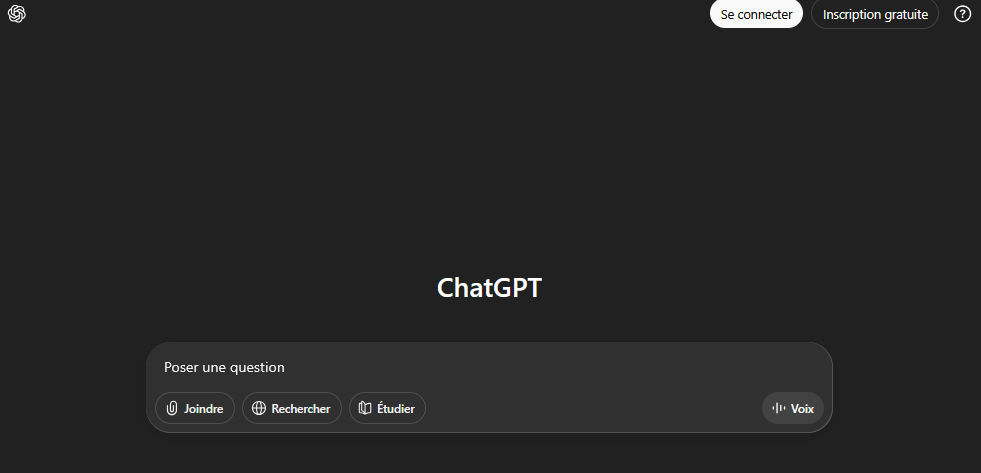 Se connecter
Inscription gratuite
?
ChatGPT
Poser une question
Joindre
Rechercher
Étudier
Voix